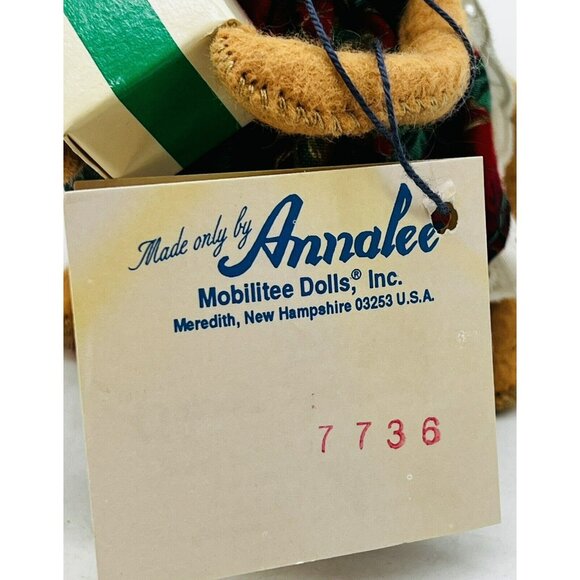 Made only by Annalee
Mobilitee Dolls,® Inc.
Meredith, New Hampshire 03253 U.S.A.
7736